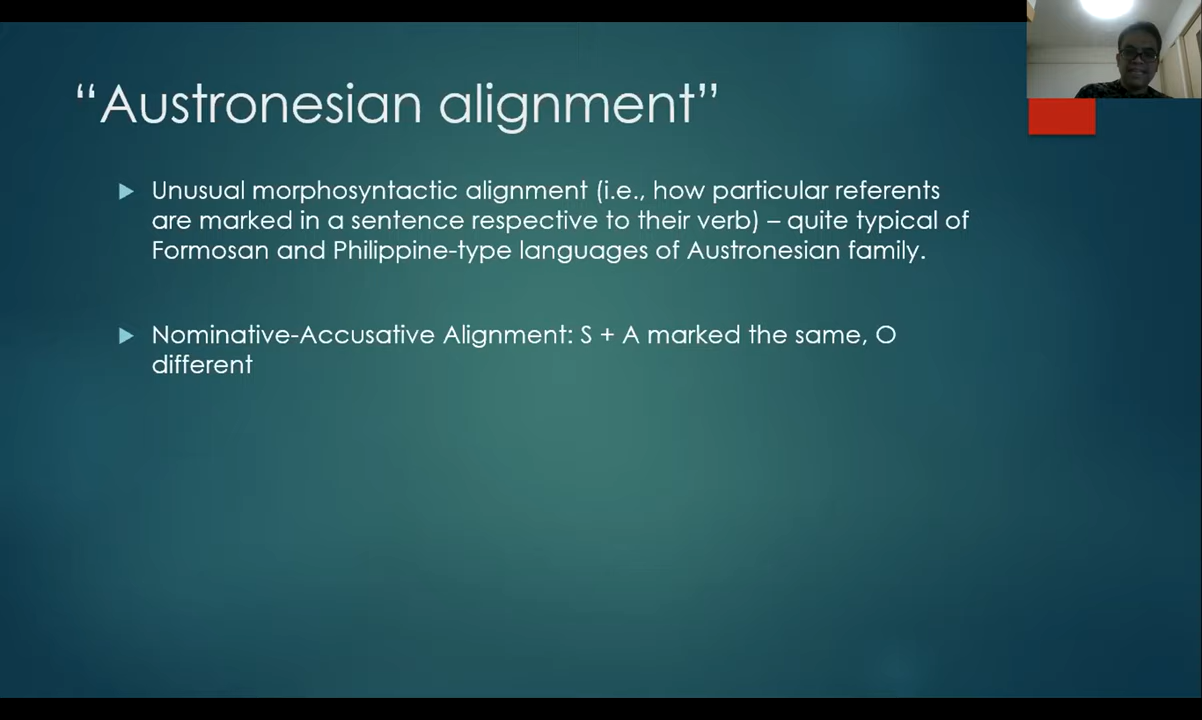 “Austronesian alignment”
Unusual morphosyntactic alignment (i.e., how particular referents
are marked in a sentence respective to their verb) – quite typical of
Formosan and Philippine-type languages of Austronesian family.
Nominative-Accusative Alignment: S + A marked the same, O
different